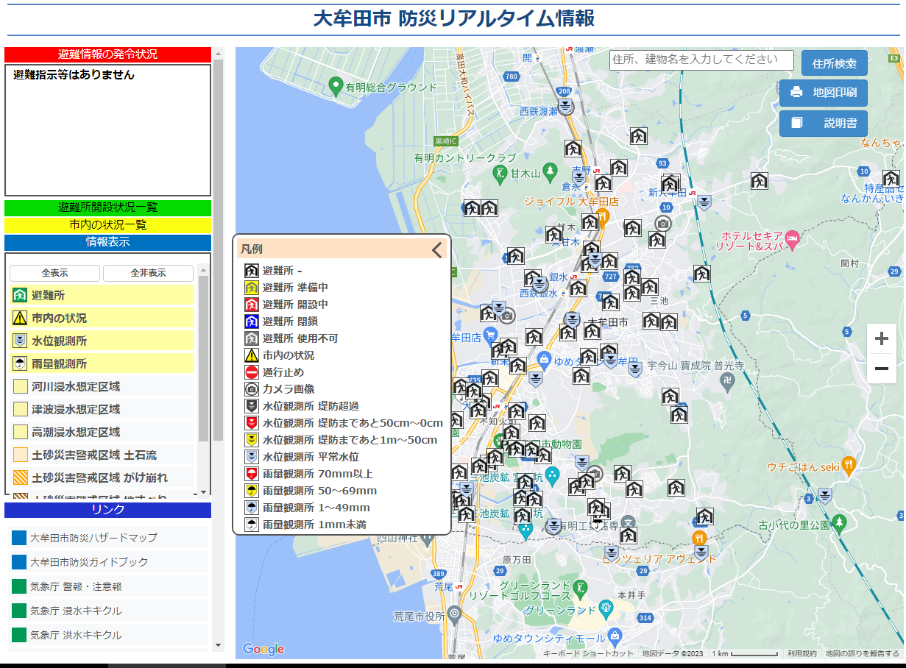 大牟田市 防災リアルタイム情報
避難情報の発令状況
避難指示等はありません
避難所開設状況一覧
市内の状況一覧
情報表示
全表示
全非表示
避難所
市内の状況
水位観測所
雨量観測所
河川浸水想定区域
津波浸水想定区域
高潮浸水想定区域
土砂災害警戒区域 土石流
土砂災害警戒区域 がけ崩れ
リンク
大牟田市防災ハザードマップ
大牟田市防災ガイドブック
気象庁 警報・注意報
気象庁 浸水キキクル
気象庁 洪水キキクル
凡例
避難所 -
避難所 準備中
避難所 開設中
避難所 閉鎖
避難所 使用不可
市内の状況
通行止め
カメラ画像
水位観測所 堤防超過
水位観測所 堤防まであと50cm～0cm
水位観測所 堤防まであと1m～50cm
水位観測所 平常水位
雨量観測所 70mm以上
雨量観測所 50～69mm
雨量観測所 1～49mm
雨量観測所 1mm未満
住所、建物名を入力してください
住所検索
地図印刷
説明書
有明総合グラウンド
780
208
西鉄渡瀬
黒崎IC
有明カントリークラブ
甘木山
93
10
10
ジョイフル 大牟田店
ホテルセキア
リゾート&スパ
関村
29
銀水
727
西鉄銀水
三池
大牟田市
5
5
今山 寶成院 普光寺
市動物園
ウチごはん seki
3
古小代の里公園
ピッツェリア アヴェント
原万田
29
29
389
荒尾
グリーンランド
リゾートゴルフコース
本井手
グリーンランド
314
荒尾市役所
ゆめタウンシティモール
Google
キーボード ショートカット
地図データ ©2023
1 km
利用規約
地図の誤りを報告する